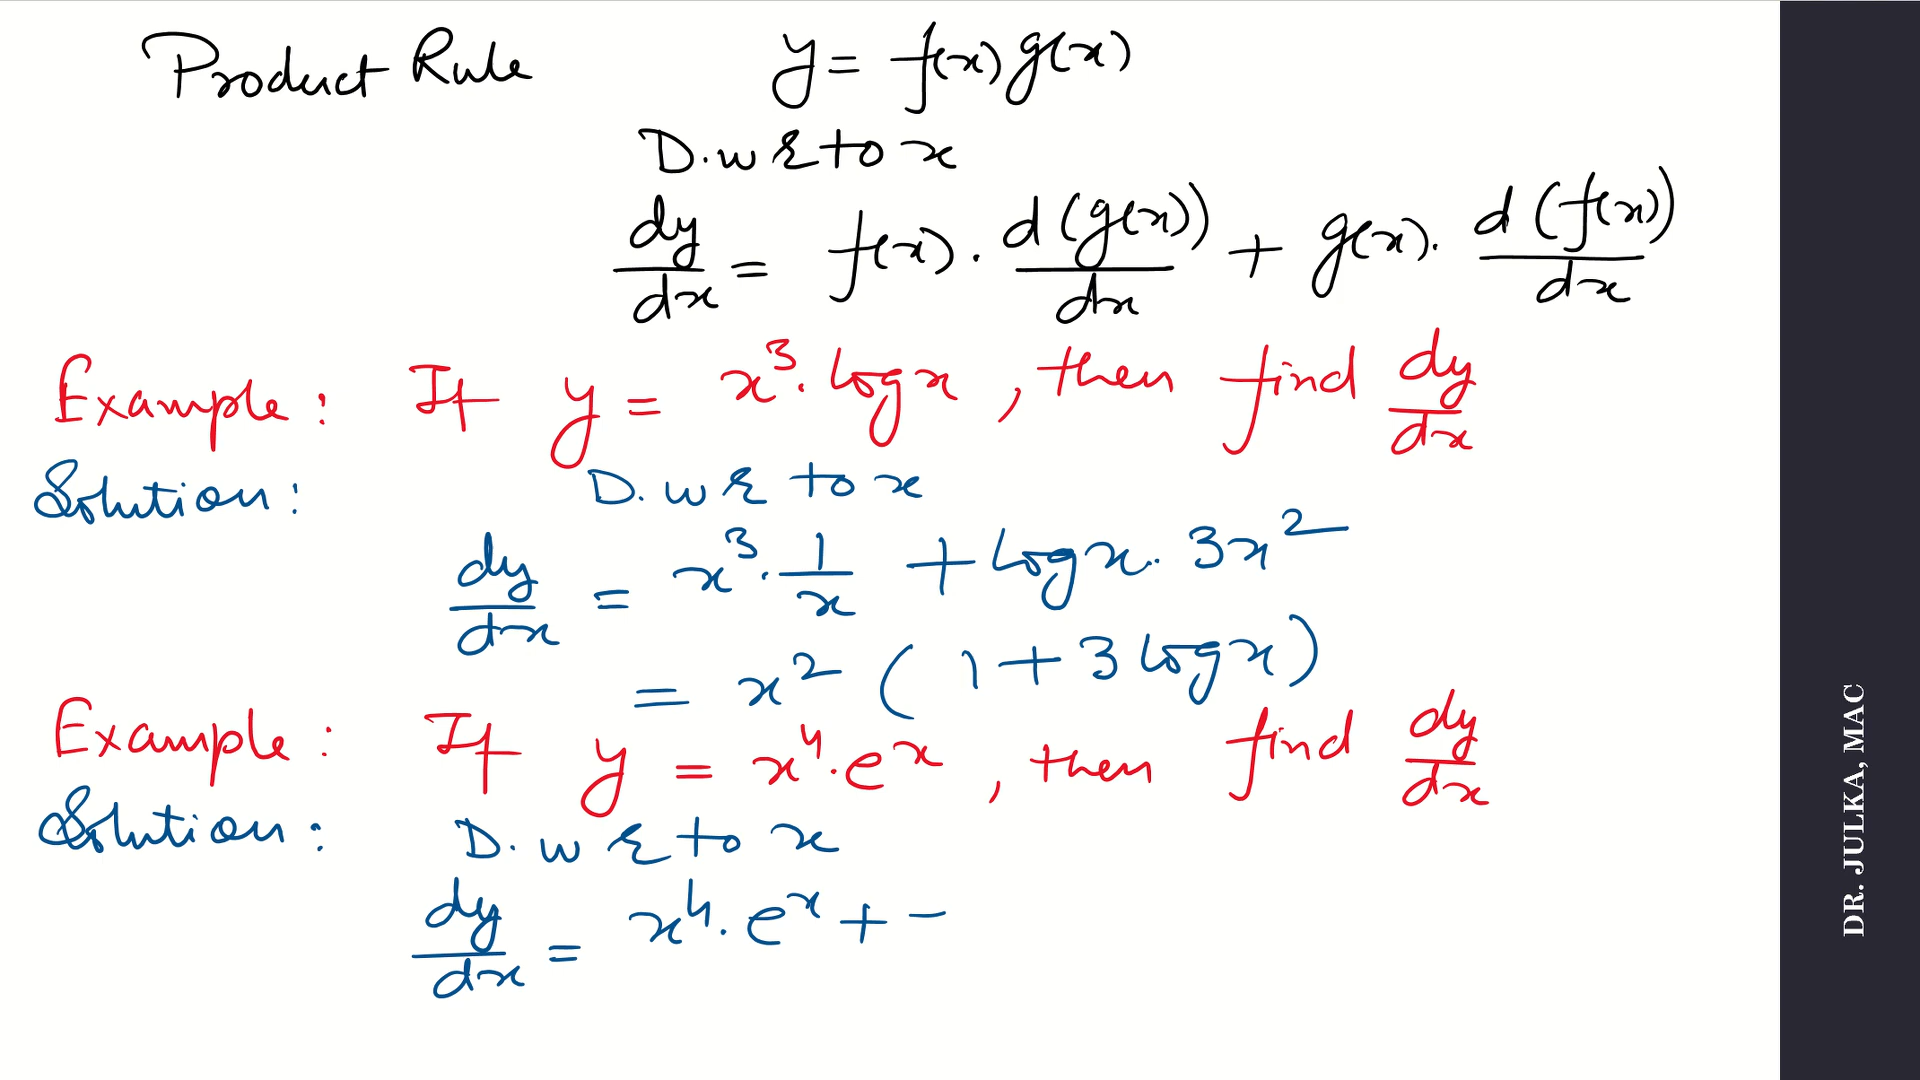 Product Rule y = f(x) g(x)
D. w r to x
dy/dx = f(x) . d(g(x))/dx + g(x) . d(f(x))/dx
Example : If y = x³. log x , then find dy/dx
Solution : D. w r to x
dy/dx = x³. 1/x + log x . 3x²
= x² ( 1 + 3 log x )
Example : If y = x⁴. eˣ , then find dy/dx
Solution : D. w r to x
dy/dx = x⁴. eˣ + -
DR. JULKA, MAC